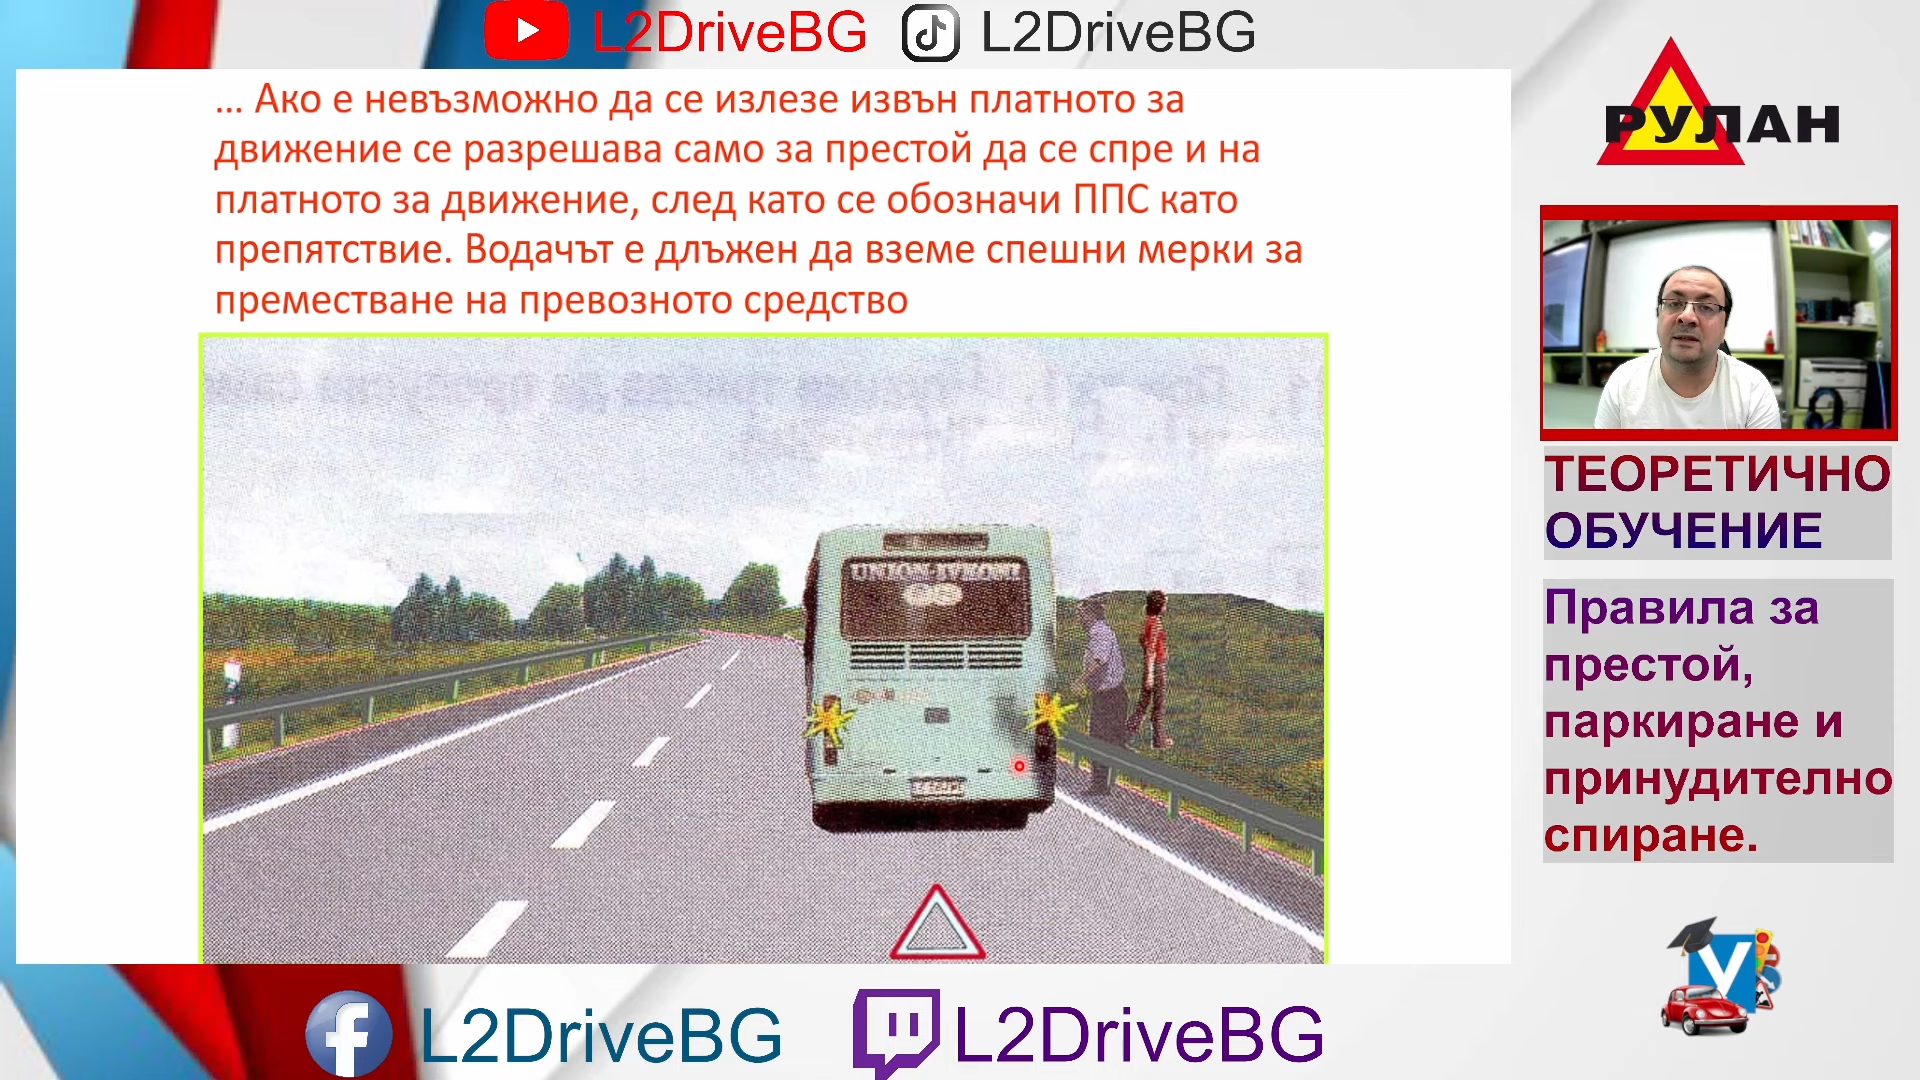 L2DriveBG L2DriveBG
… Ако е невъзможно да се излезе извън платното за
движение се разрешава само за престой да се спре и на
платното за движение, след като се обозначи ППС като
препятствие. Водачът е длъжен да вземе спешни мерки за
преместване на превозното средство
UNION-IVKONI
РУЛАН
ТЕОРЕТИЧНО
ОБУЧЕНИЕ
Правила за
престой,
паркиране и
принудително
спиране.
L2DriveBG L2DriveBG